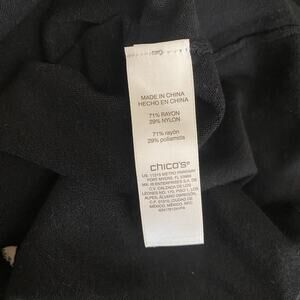 MADE IN CHINA
HECHO EN CHINA
71% RAYON
29% NYLON
71% rayón
29% poliamida
chico's®
US: 11215 METRO PARKWAY
FORT MYERS, FL 33966
MX: IS ENTERPRISES S.A. DE
C.V. CALZADA DE LOS
LEONES NO. 170, PISO 1, LOS
ALPES, ÁLVARO OBREGÓN,
C.P. 01010, CIUDAD DE
MÉXICO, MÉXICO, RFC: